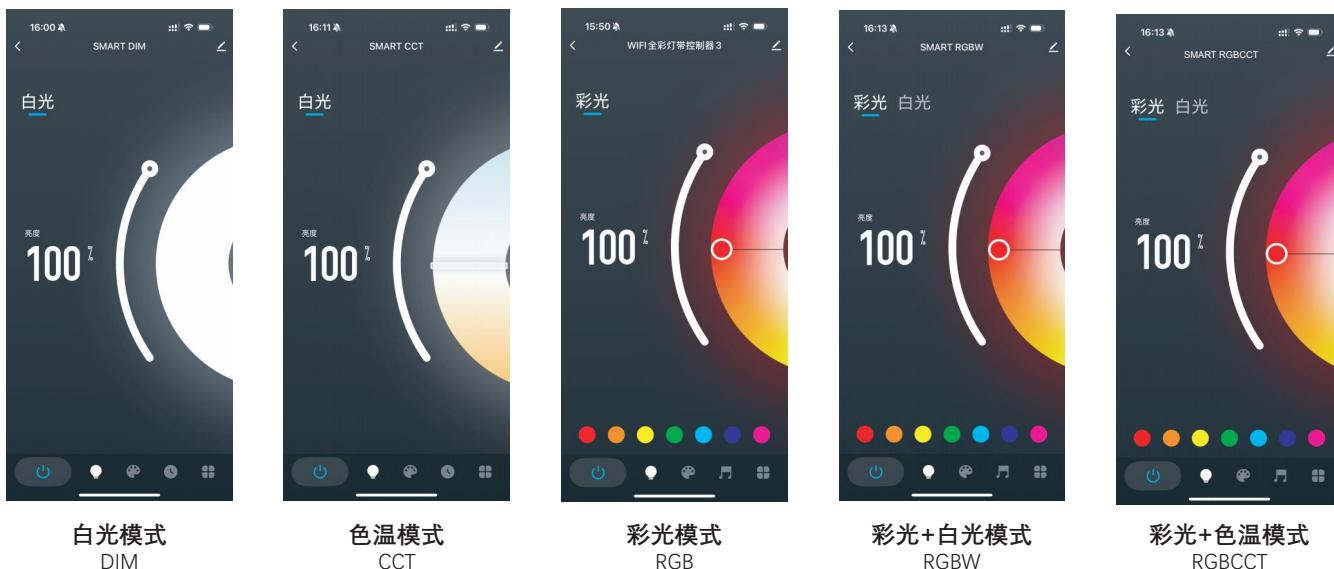 16:00
SMART DIM
白光
亮度
100 %
白光模式
DIM
16:11
SMART CCT
白光
亮度
100 %
色温模式
CCT
15:50
WIFI全彩灯带控制器3
彩光
亮度
100 %
彩光模式
RGB
16:13
SMART RGBW
彩光 白光
亮度
100 %
彩光+白光模式
RGBW
16:13
SMART RGBCCT
彩光 白光
亮度
100 %
彩光+色温模式
RGBCCT